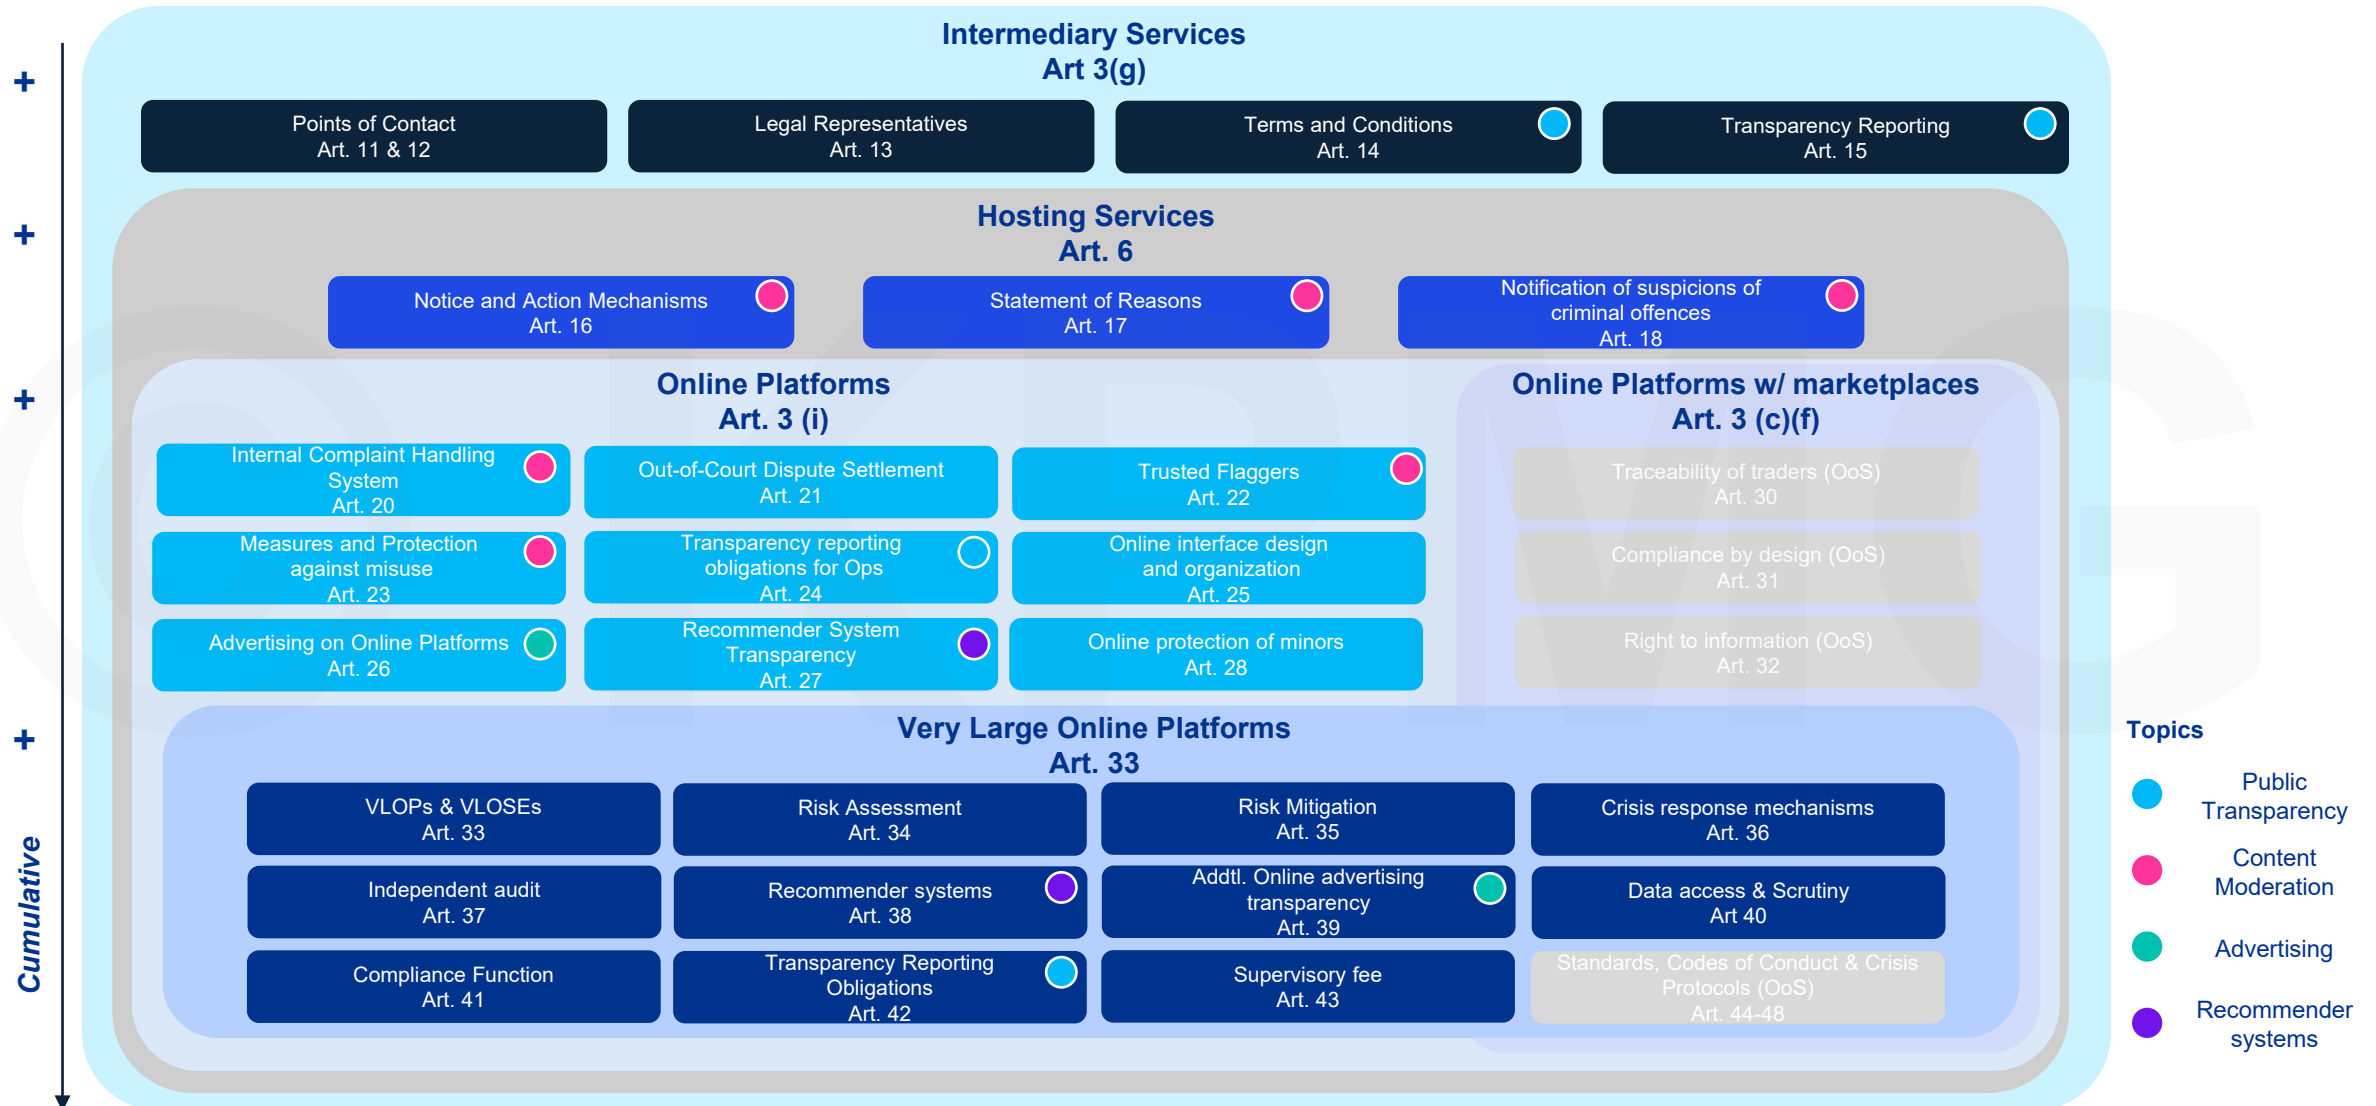 Intermediary Services
Art 3(g)
+
Points of Contact
Art. 11 & 12
Legal Representatives
Art. 13
Terms and Conditions
Art. 14
Transparency Reporting
Art. 15
+
Hosting Services
Art. 6
Notice and Action Mechanisms
Art. 16
Statement of Reasons
Art. 17
Notification of suspicions of
criminal offences
Art. 18
+
Online Platforms
Art. 3 (i)
Online Platforms w/ marketplaces
Art. 3 (c)(f)
Internal Complaint Handling
System
Art. 20
Out-of-Court Dispute Settlement
Art. 21
Trusted Flaggers
Art. 22
Traceability of traders (OoS)
Art. 30
Measures and Protection
against misuse
Art. 23
Transparency reporting
obligations for Ops
Art. 24
Online interface design
and organization
Art. 25
Compliance by design (OoS)
Art. 31
Advertising on Online Platforms
Art. 26
Recommender System
Transparency
Art. 27
Online protection of minors
Art. 28
Right to information (OoS)
Art. 32
+
Very Large Online Platforms
Art. 33
VLOPs & VLOSEs
Art. 33
Risk Assessment
Art. 34
Risk Mitigation
Art. 35
Crisis response mechanisms
Art. 36
Independent audit
Art. 37
Recommender systems
Art. 38
Addtl. Online advertising
transparency
Art. 39
Data access & Scrutiny
Art 40
Compliance Function
Art. 41
Transparency Reporting
Obligations
Art. 42
Supervisory fee
Art. 43
Standards, Codes of Conduct & Crisis
Protocols (OoS)
Art. 44-48
Cumulative
Topics
Public
Transparency
Content
Moderation
Advertising
Recommender
systems
© KPMG